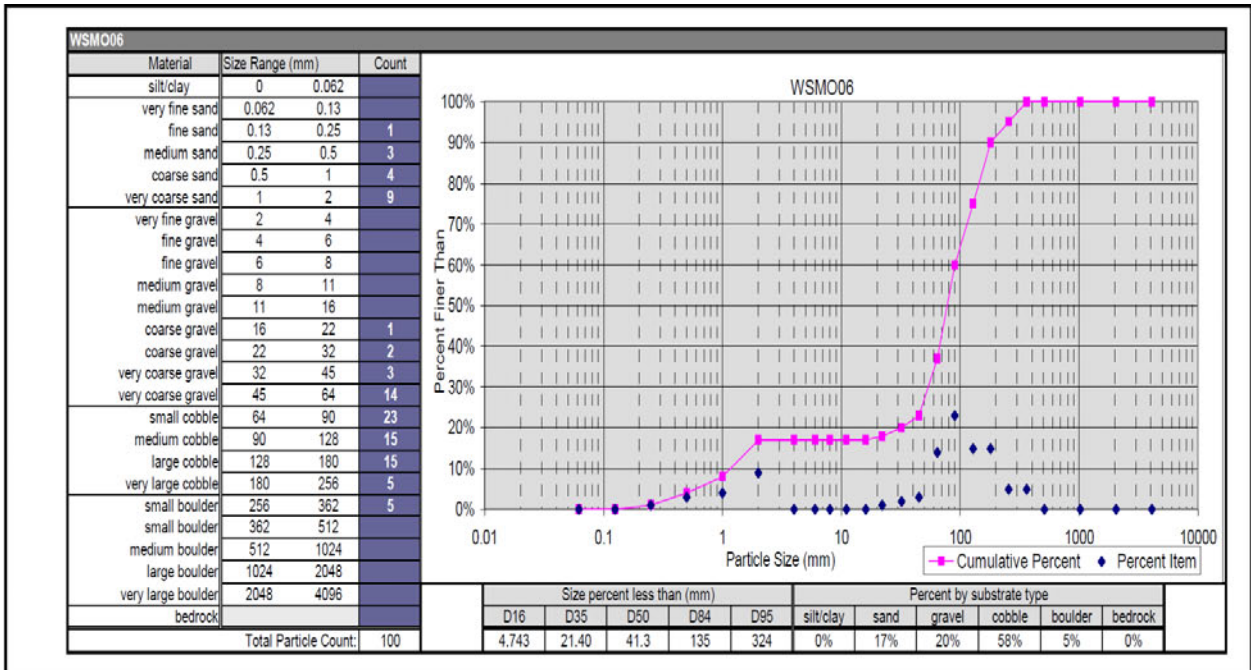 WSMO06
Material Size Range (mm) Count
silt/clay 0 0.062
very fine sand 0.062 0.13
fine sand 0.13 0.25 1
medium sand 0.25 0.5 3
coarse sand 0.5 1 4
very coarse sand 1 2 9
very fine gravel 2 4
fine gravel 4 6
fine gravel 6 8
medium gravel 8 11
medium gravel 11 16
coarse gravel 16 22 1
coarse gravel 22 32 2
very coarse gravel 32 45 3
very coarse gravel 45 64 14
small cobble 64 90 23
medium cobble 90 128 15
large cobble 128 180 15
very large cobble 180 256 5
small boulder 256 362 5
small boulder 362 512
medium boulder 512 1024
large boulder 1024 2048
very large boulder 2048 4096
bedrock
Total Particle Count: 100
WSMO06
Percent Finer Than
100%
90%
80%
70%
60%
50%
40%
30%
20%
10%
0%
0.01 0.1 1 10 100 1000 10000
Particle Size (mm)
Cumulative Percent Percent Item
Size percent less than (mm) Percent by substrate type
D16 D35 D50 D84 D95 silt/clay sand gravel cobble boulder bedrock
4.743 21.40 41.3 135 324 0% 17% 20% 58% 5% 0%